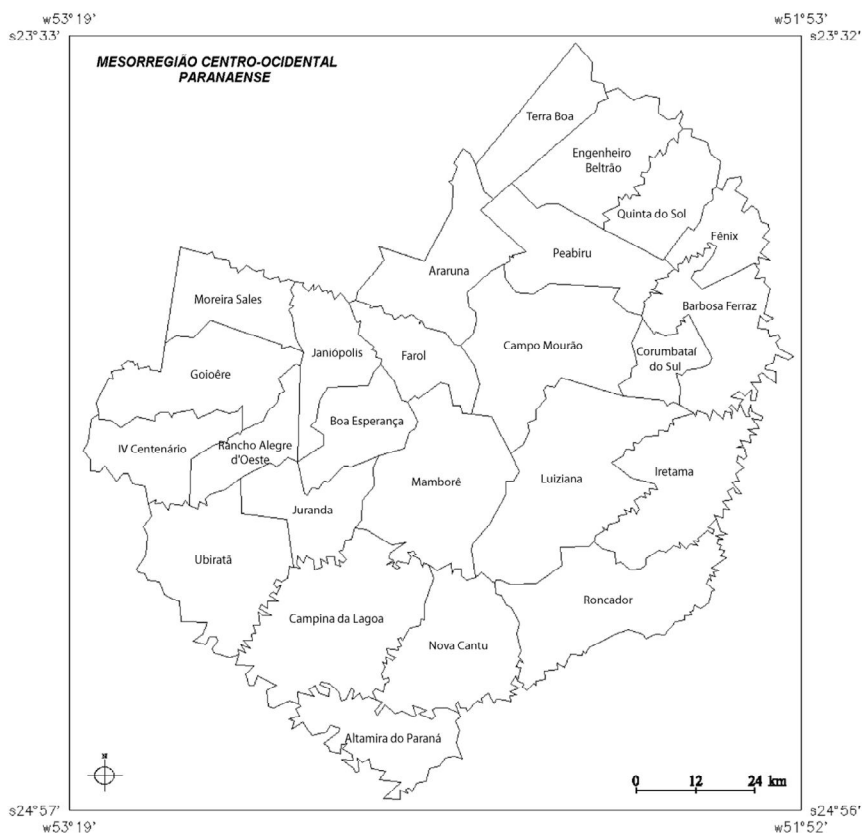 w53°19′
w51°53′
s23°33′
s23°32′
MESORREGIÃO CENTRO-OCIDENTAL
PARANAENSE
Terra Boa
Engenheiro
Beltrão
Quinta do Sol
Fênix
Peabiru
Araruna
Moreira Sales
Barbosa Ferraz
Campo Mourão
Janiópolis
Farol
Corumbataí
do Sul
Goioêre
Boa Esperança
IV Centenário
Rancho Alegre
d'Oeste
Mamborê
Luiziana
Iretama
Juranda
Ubiratã
Roncador
Campina da Lagoa
Nova Cantu
Altamira do Paraná
N
0 12 24 km
s24°57′
s24°56′
w53°19′
w51°52′